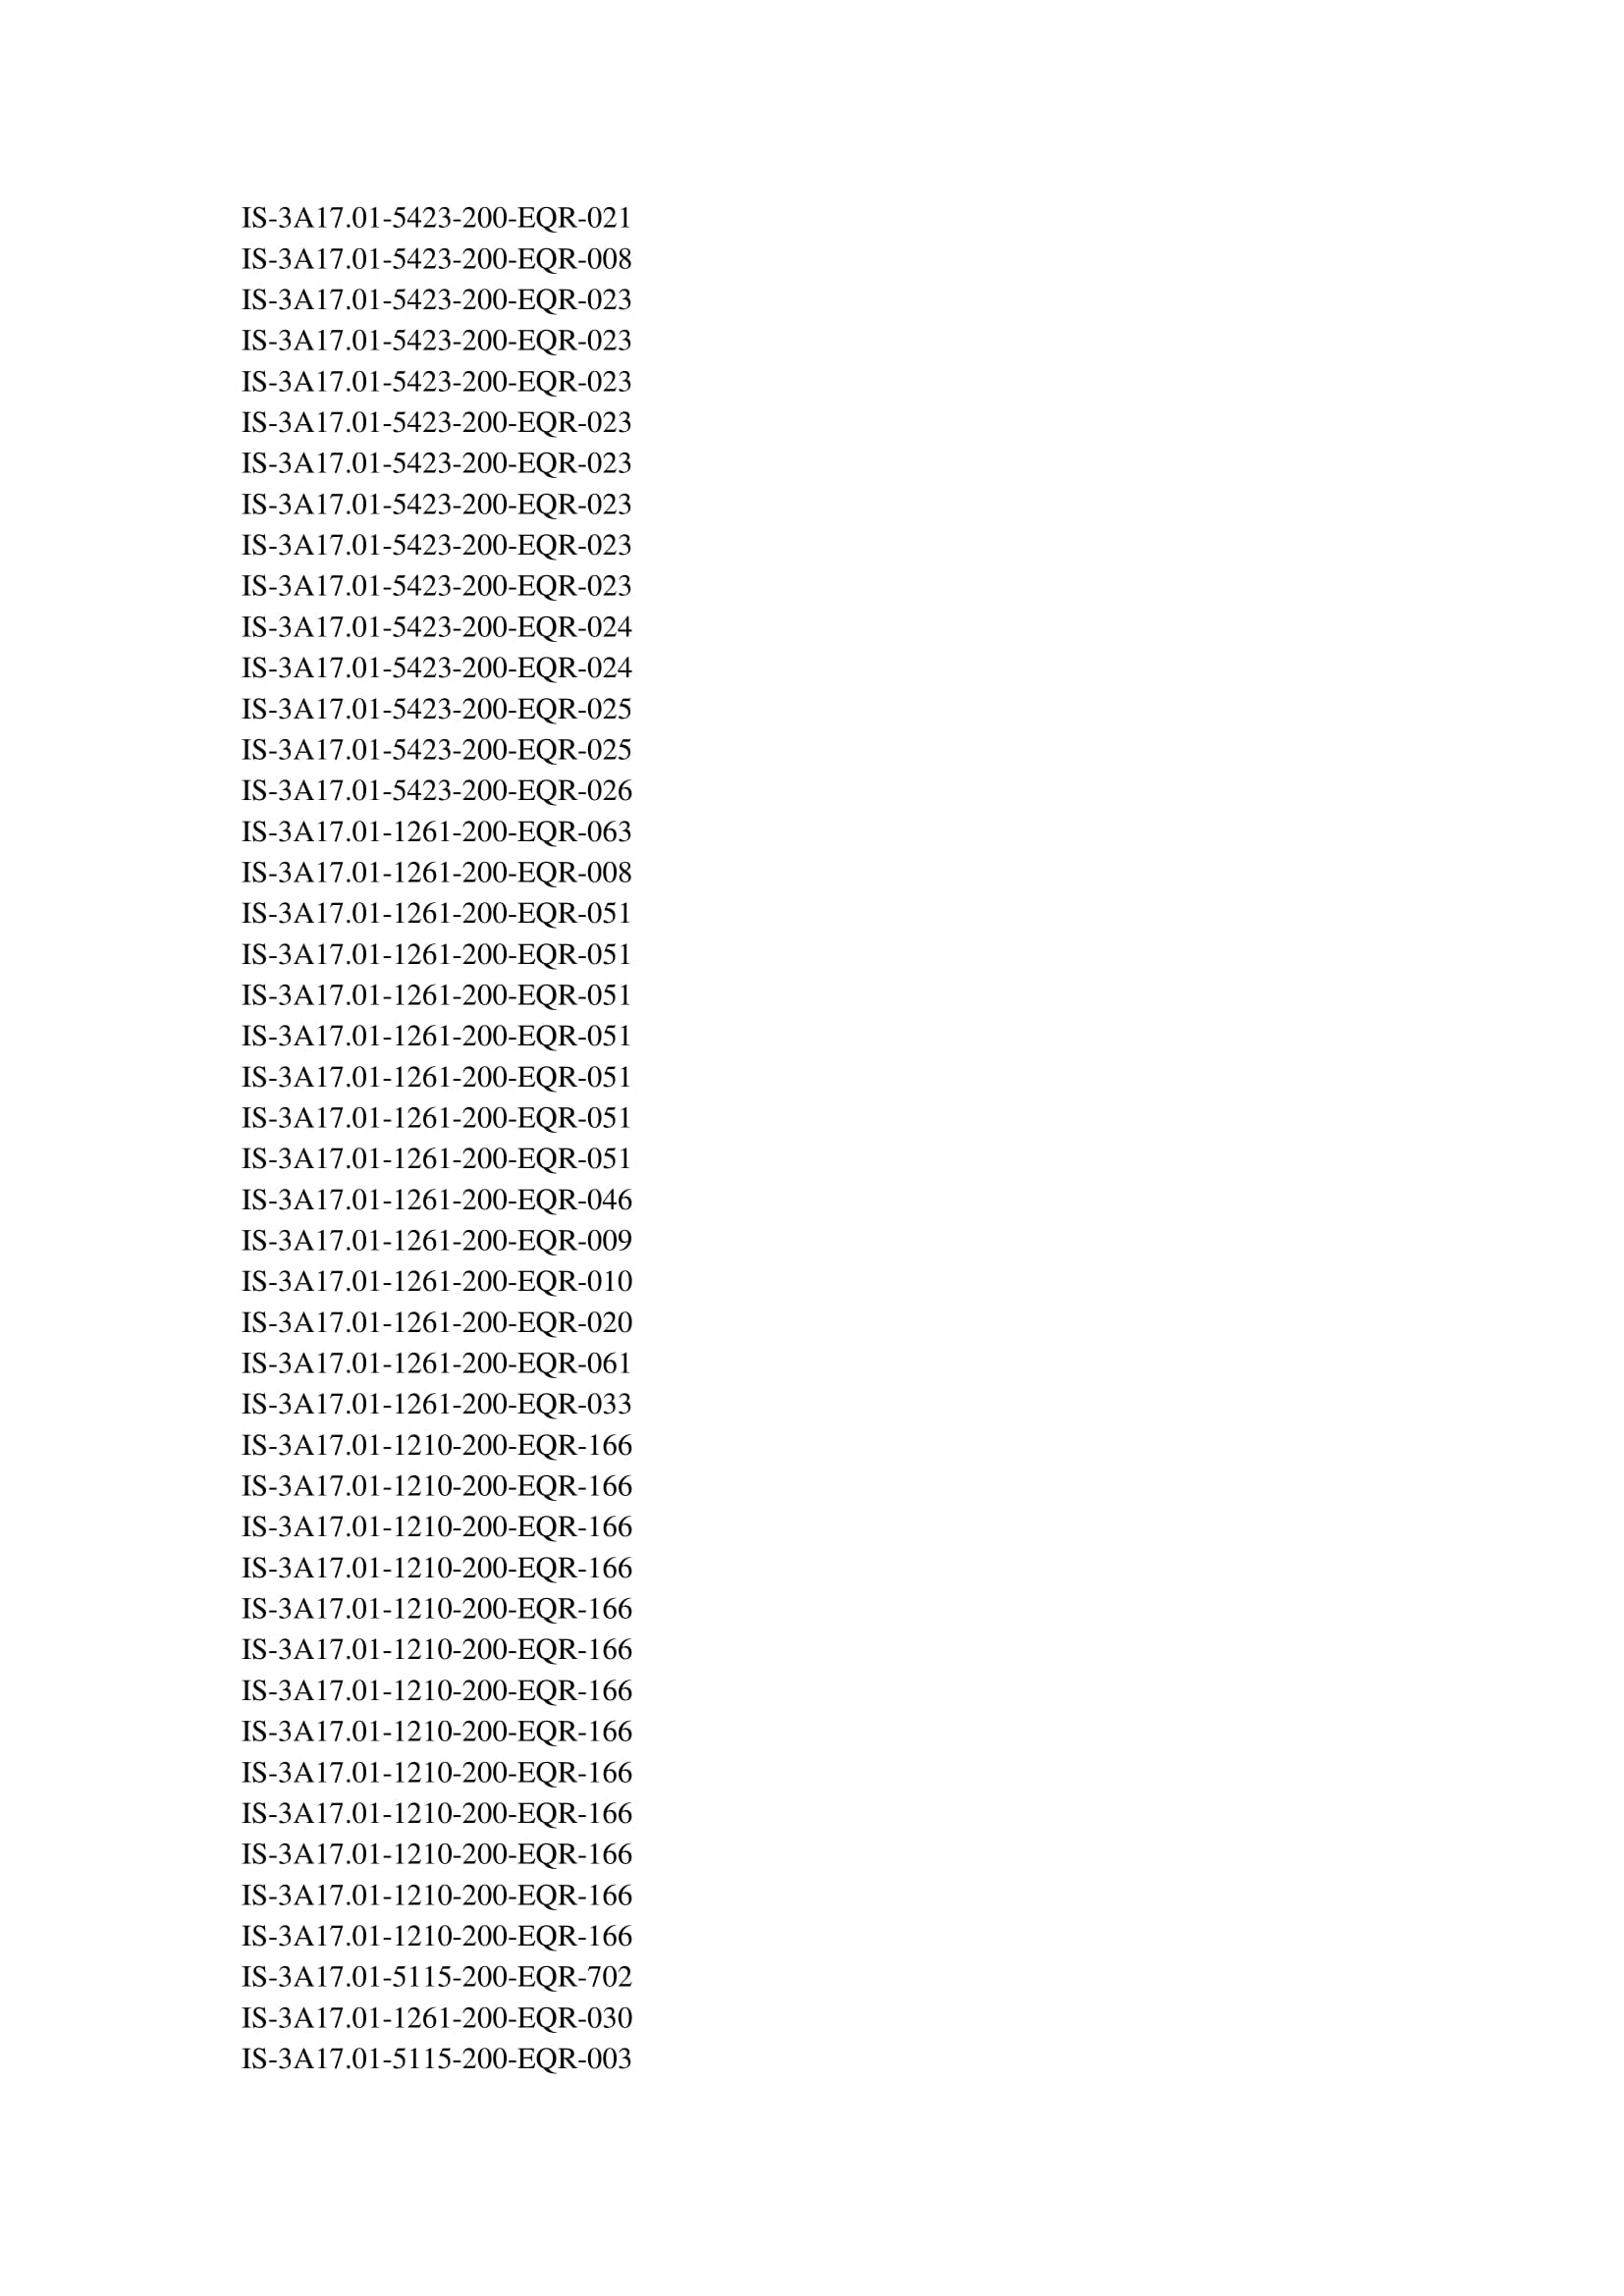 IS-3A17.01-5423-200-EQR-021
IS-3A17.01-5423-200-EQR-008
IS-3A17.01-5423-200-EQR-023
IS-3A17.01-5423-200-EQR-023
IS-3A17.01-5423-200-EQR-023
IS-3A17.01-5423-200-EQR-023
IS-3A17.01-5423-200-EQR-023
IS-3A17.01-5423-200-EQR-023
IS-3A17.01-5423-200-EQR-023
IS-3A17.01-5423-200-EQR-023
IS-3A17.01-5423-200-EQR-024
IS-3A17.01-5423-200-EQR-024
IS-3A17.01-5423-200-EQR-025
IS-3A17.01-5423-200-EQR-025
IS-3A17.01-5423-200-EQR-026
IS-3A17.01-1261-200-EQR-063
IS-3A17.01-1261-200-EQR-008
IS-3A17.01-1261-200-EQR-051
IS-3A17.01-1261-200-EQR-051
IS-3A17.01-1261-200-EQR-051
IS-3A17.01-1261-200-EQR-051
IS-3A17.01-1261-200-EQR-051
IS-3A17.01-1261-200-EQR-051
IS-3A17.01-1261-200-EQR-051
IS-3A17.01-1261-200-EQR-046
IS-3A17.01-1261-200-EQR-009
IS-3A17.01-1261-200-EQR-010
IS-3A17.01-1261-200-EQR-020
IS-3A17.01-1261-200-EQR-061
IS-3A17.01-1261-200-EQR-033
IS-3A17.01-1210-200-EQR-166
IS-3A17.01-1210-200-EQR-166
IS-3A17.01-1210-200-EQR-166
IS-3A17.01-1210-200-EQR-166
IS-3A17.01-1210-200-EQR-166
IS-3A17.01-1210-200-EQR-166
IS-3A17.01-1210-200-EQR-166
IS-3A17.01-1210-200-EQR-166
IS-3A17.01-1210-200-EQR-166
IS-3A17.01-1210-200-EQR-166
IS-3A17.01-1210-200-EQR-166
IS-3A17.01-1210-200-EQR-166
IS-3A17.01-1210-200-EQR-166
IS-3A17.01-5115-200-EQR-702
IS-3A17.01-1261-200-EQR-030
IS-3A17.01-5115-200-EQR-003